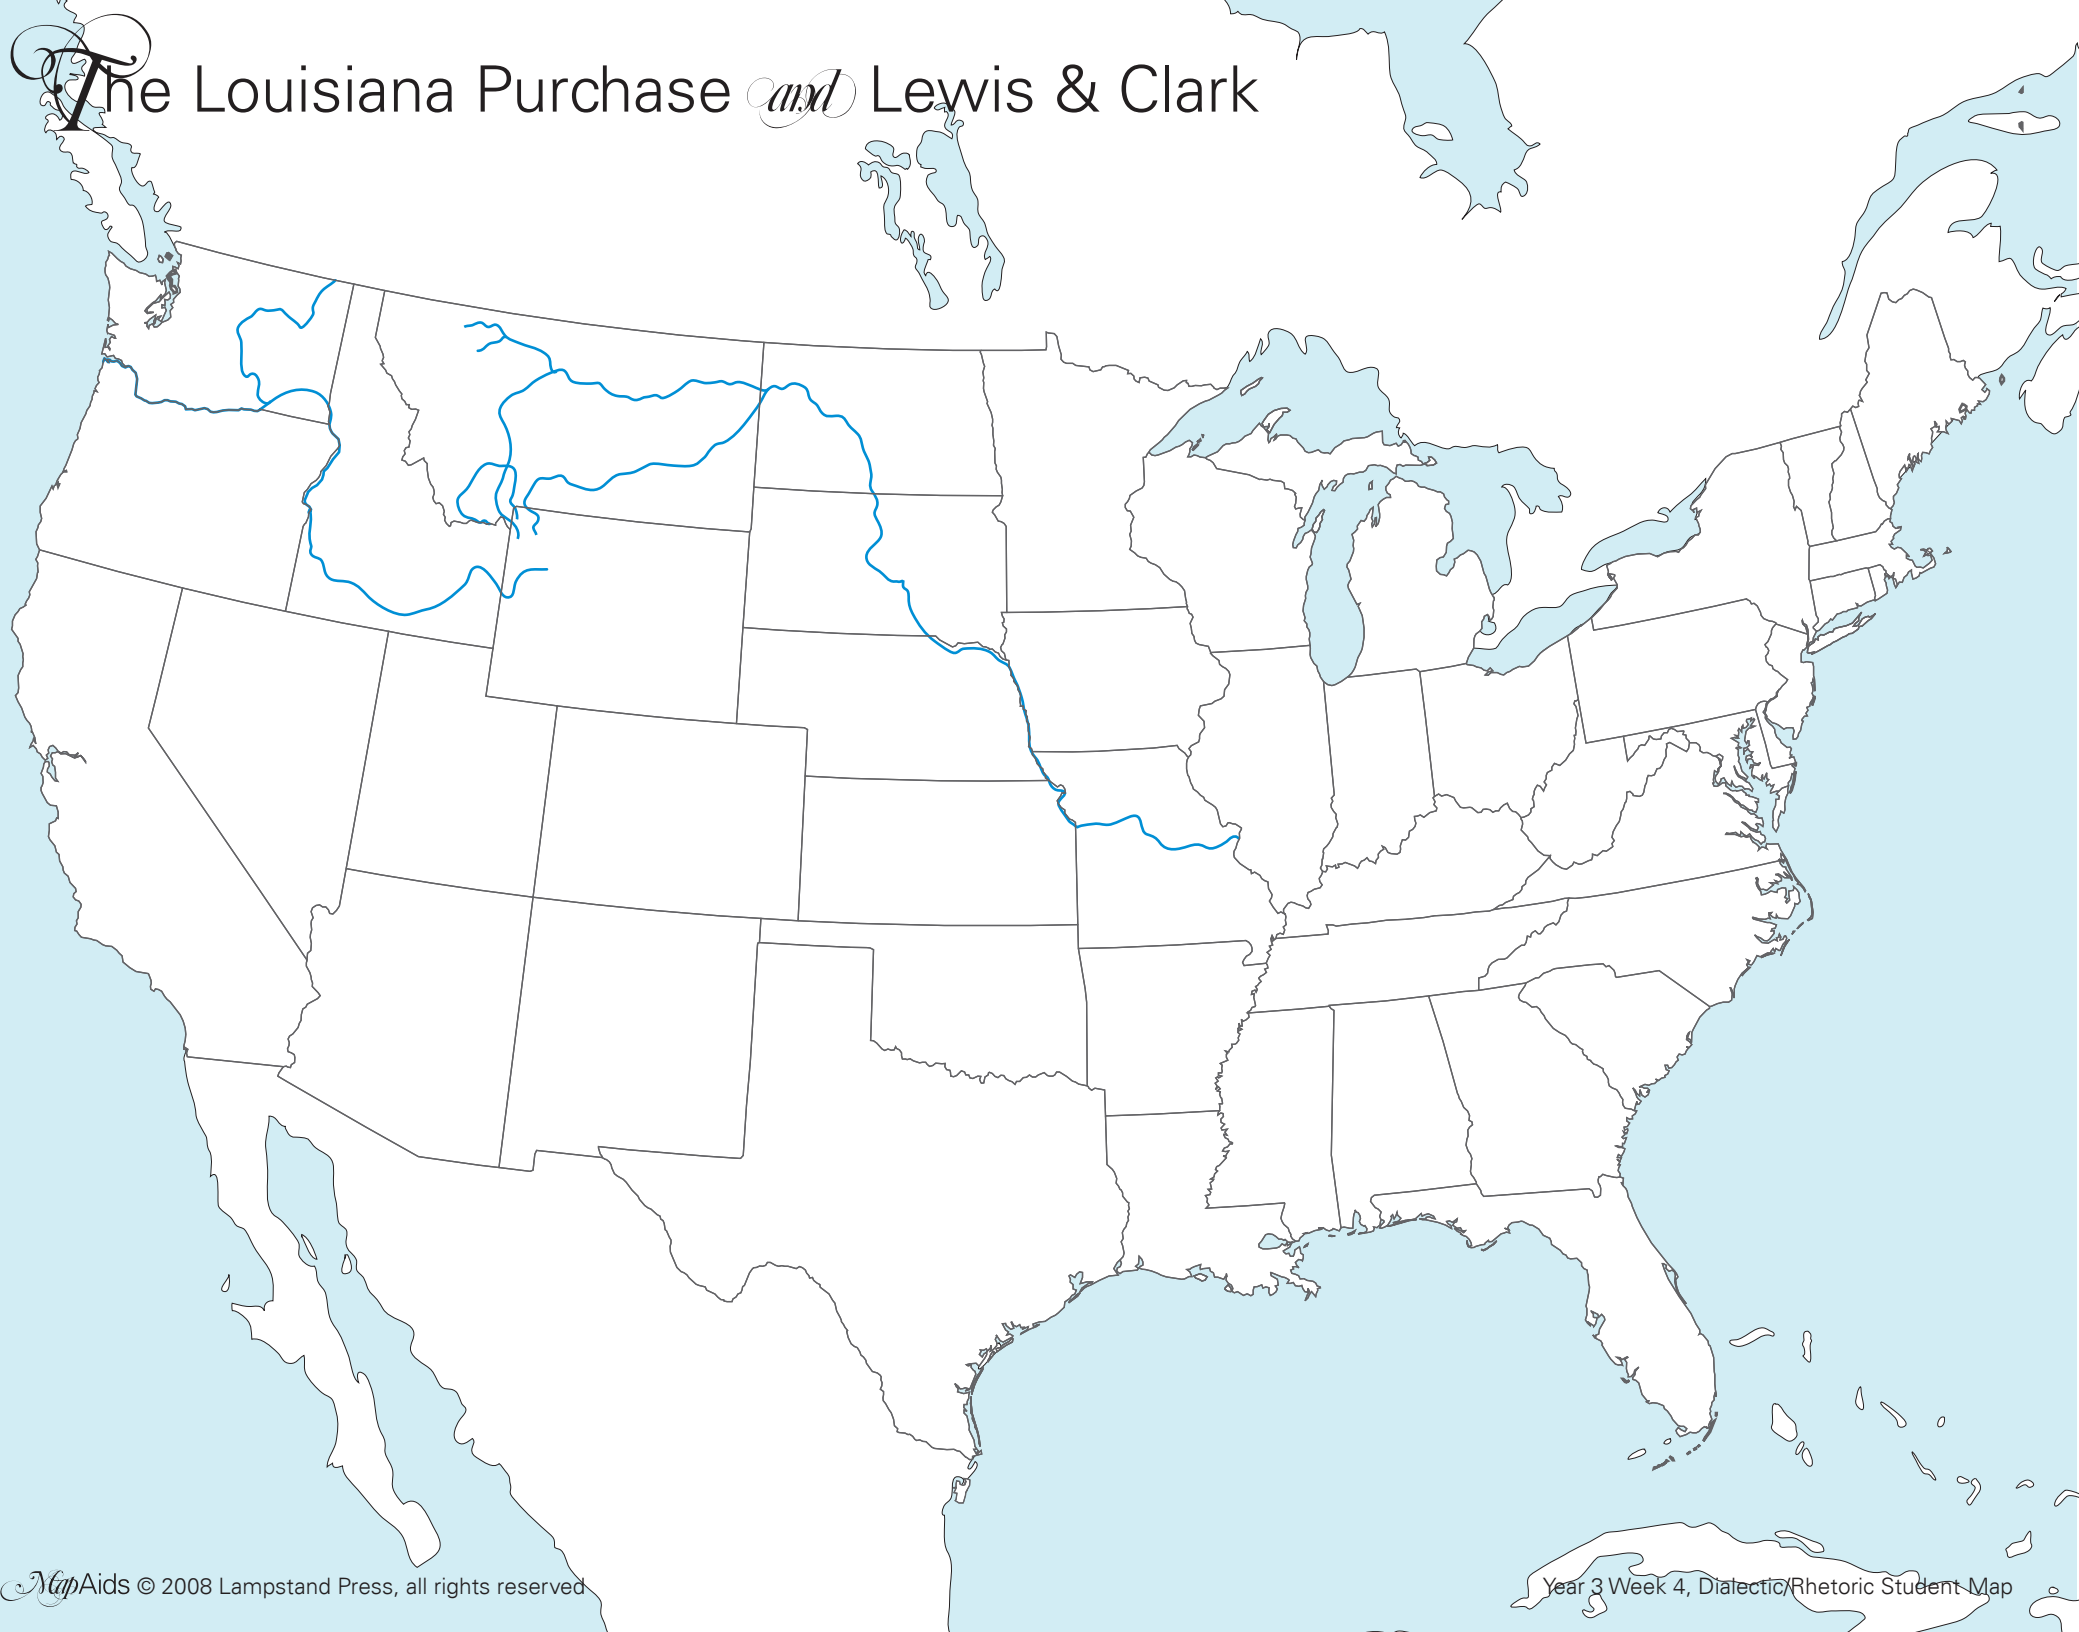 The Louisiana Purchase and Lewis & Clark
MapAids © 2008 Lampstand Press, all rights reserved
Year 3 Week 4, Dialectic/Rhetoric Student Map